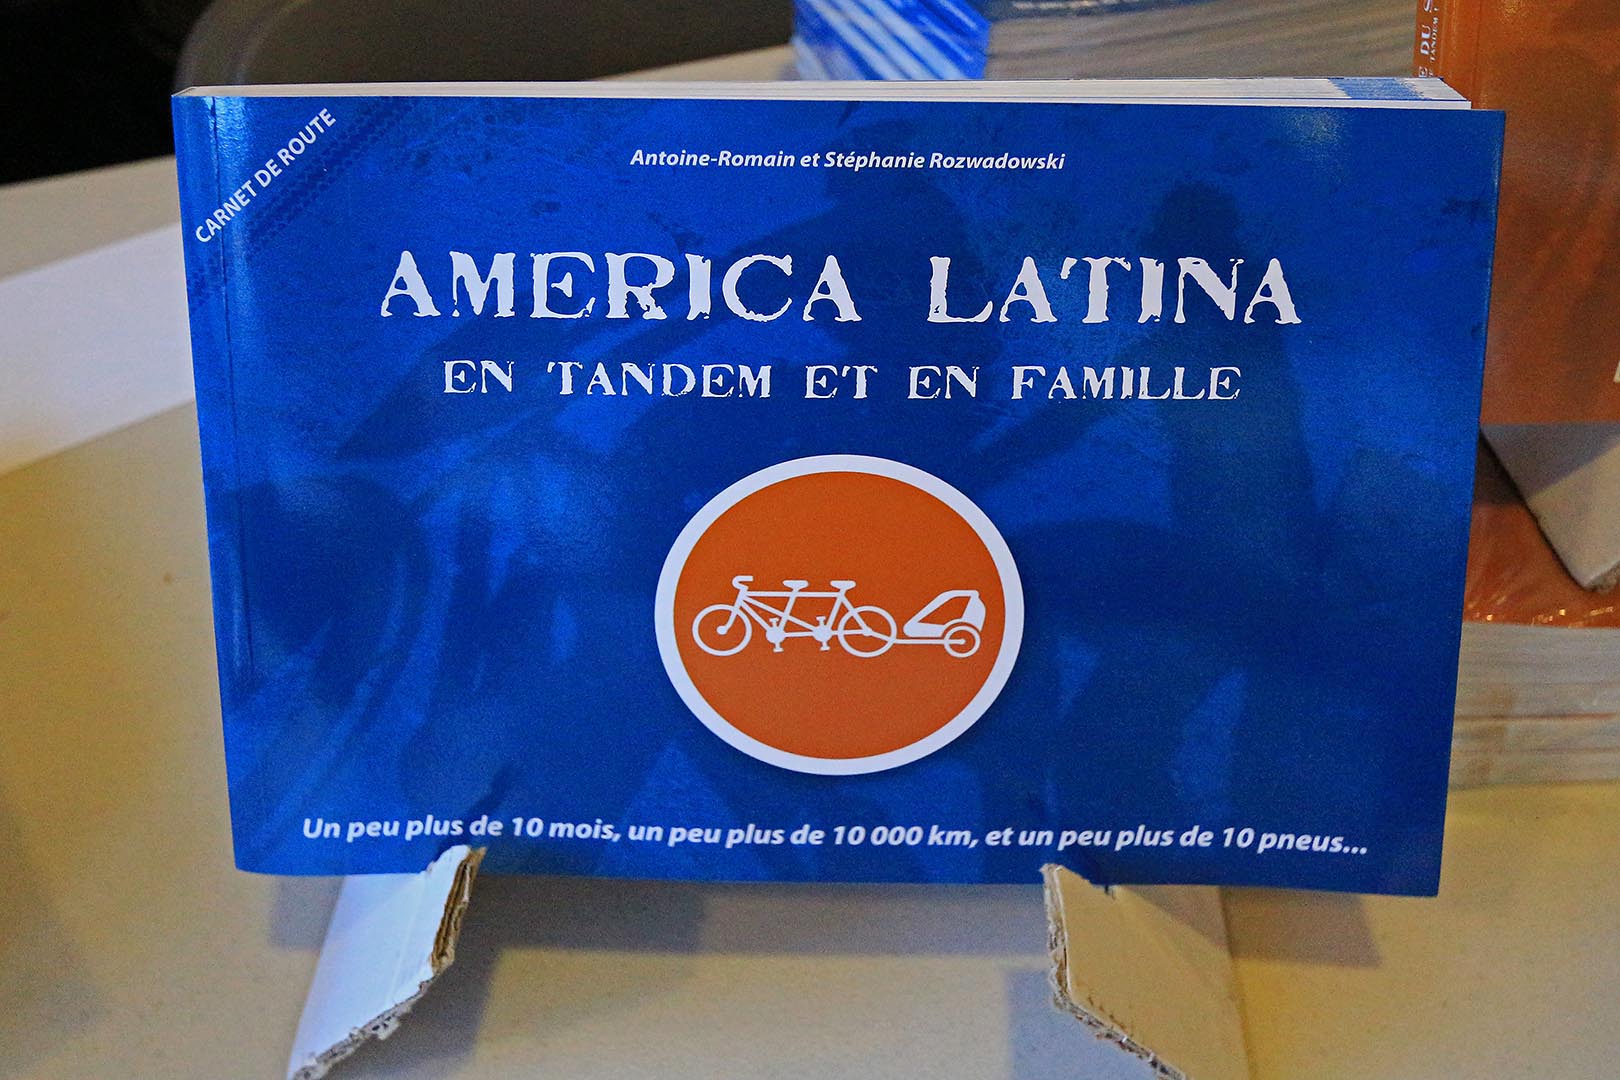 CARNET DE ROUTE
Antoine-Romain et Stéphanie Rozwadowski
AMERICA LATINA
EN TANDEM ET EN FAMILLE
Un peu plus de 10 mois, un peu plus de 10 000 km, et un peu plus de 10 pneus...